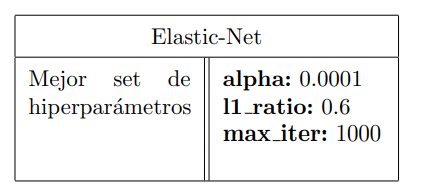 Elastic-Net
Mejor set de
hiperparámetros
alpha: 0.0001
l1_ratio: 0.6
max_iter: 1000